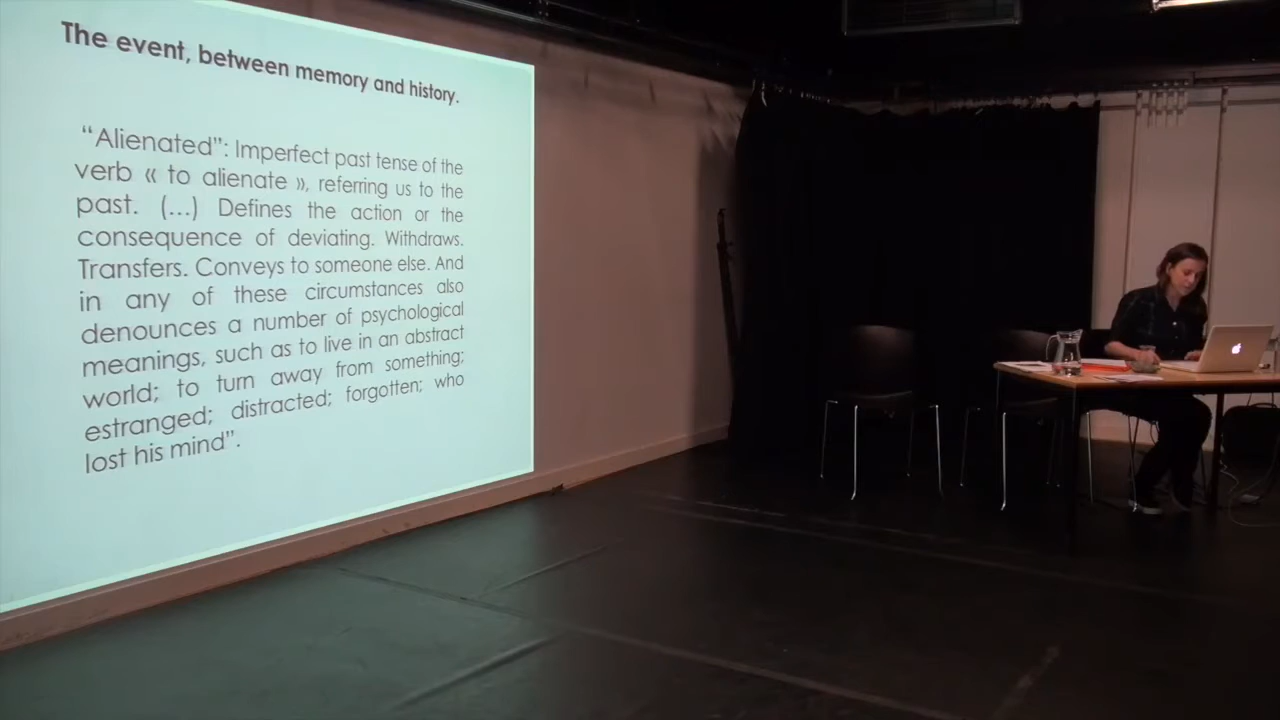 The event, between memory and history.
“Alienated”: Imperfect past tense of the
verb « to alienate », referring us to the
past. (...) Defines the action or the
consequence of deviating. Withdraws.
Transfers. Conveys to someone else. And
in any of these circumstances also
denounces a number of psychological
meanings, such as to live in an abstract
world; to turn away from something;
estranged; distracted; forgotten; who
lost his mind”.